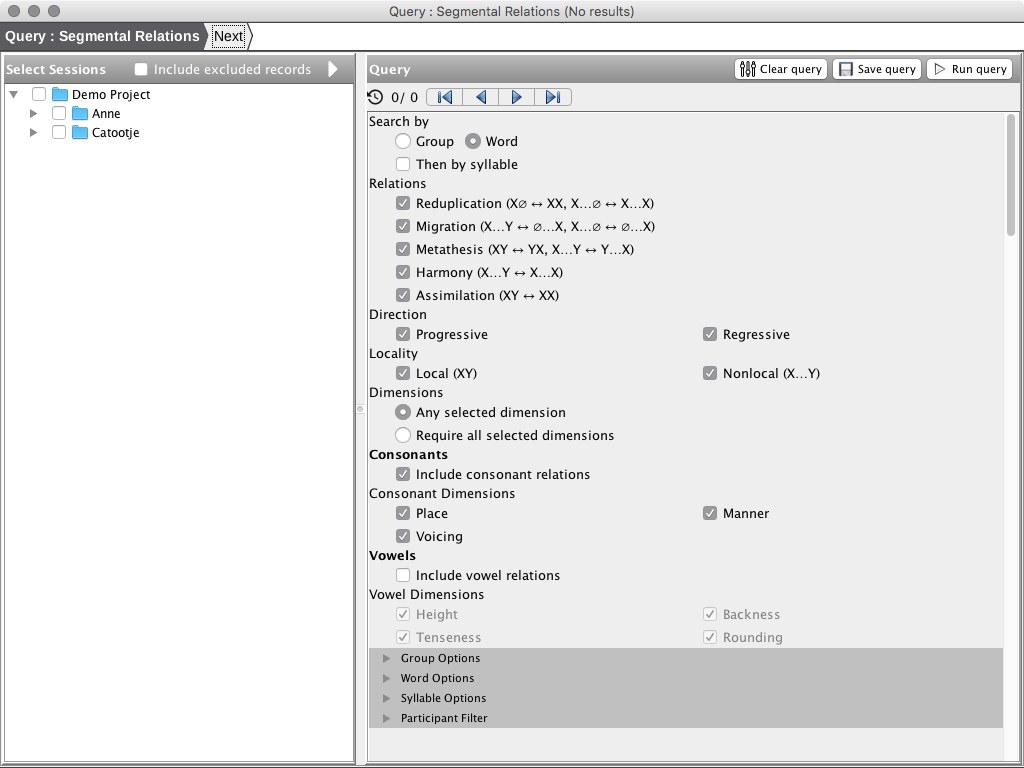 Query : Segmental Relations (No results)
Query : Segmental Relations Next
Select Sessions Include excluded records
Demo Project
Anne
Catootje
Query Clear query Save query Run query
0/ 0
Search by
Group Word
Then by syllable
Relations
Reduplication (X∅ ↔ XX, X…∅ ↔ X…X)
Migration (X…Y ↔ ∅…X, X…∅ ↔ ∅…X)
Metathesis (XY ↔ YX, X…Y ↔ Y…X)
Harmony (X…Y ↔ X…X)
Assimilation (XY ↔ XX)
Direction
Progressive Regressive
Locality
Local (XY) Nonlocal (X…Y)
Dimensions
Any selected dimension
Require all selected dimensions
Consonants
Include consonant relations
Consonant Dimensions
Place Manner
Voicing
Vowels
Include vowel relations
Vowel Dimensions
Height Backness
Tenseness Rounding
Group Options
Word Options
Syllable Options
Participant Filter